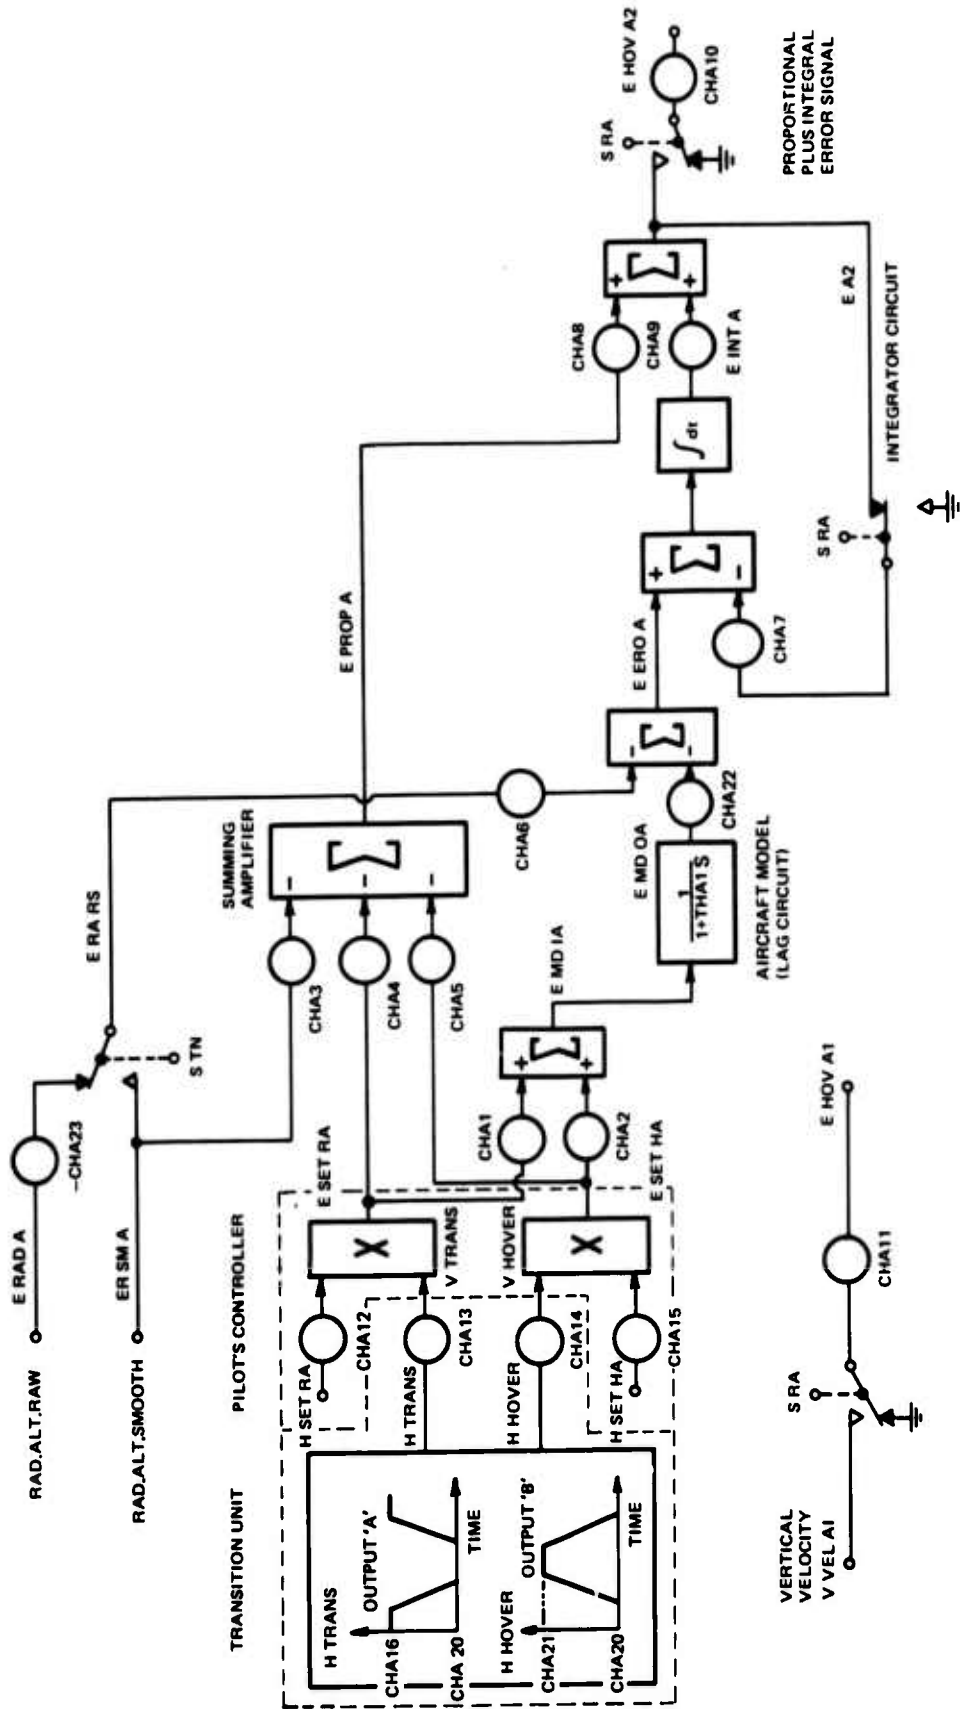 RAD.ALT.RAW
E RAD A
–CHA23
RAD.ALT.SMOOTH
ER SM A
S TN
E RA RS
TRANSITION UNIT
PILOT'S CONTROLLER
SUMMING
AMPLIFIER
H TRANS
CHA16
OUTPUT 'A'
CHA 20
TIME
H HOVER
CHA21
OUTPUT 'B'
CHA20
TIME
H SET RA
CHA12
H TRANS
CHA13
H HOVER
CHA14
H SET HA
CHA15
X
V TRANS
V HOVER
X
E SET RA
E SET HA
CHA1
CHA2
+
+
Σ
E MD IA
CHA3
CHA4
CHA5
–
–
–
Σ
E PROP A
CHA6
1
1+THA1 S
E MD OA
AIRCRAFT MODEL
(LAG CIRCUIT)
CHA22
–
–
Σ
E ERO A
CHA7
+
–
Σ
∫ dt
E INT A
CHA8
CHA9
+
+
Σ
S RA
E A2
INTEGRATOR CIRCUIT
S RA
E HOV A2
CHA10
PROPORTIONAL
PLUS INTEGRAL
ERROR SIGNAL
VERTICAL
VELOCITY
V VEL AI
S RA
CHA11
E HOV A1